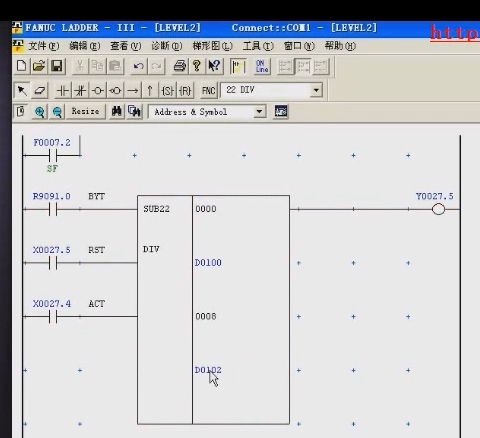 FANUC LADDER - III - [LEVEL2] Connect::COM1 - [LEVEL2]
http
文件(F) 编辑(E) 查看(V) 诊断(D) 梯形图(L) 工具(T) 窗口(W) 帮助(H)
ON Line
(S) (R) FNC 22 DIV
Resize Address & Symbol
F0007.2
SF
R9091.0 BYT SUB22 0000 Y0027.5
X0027.5 RST DIV
D0100
X0027.4 ACT 0008
D0102